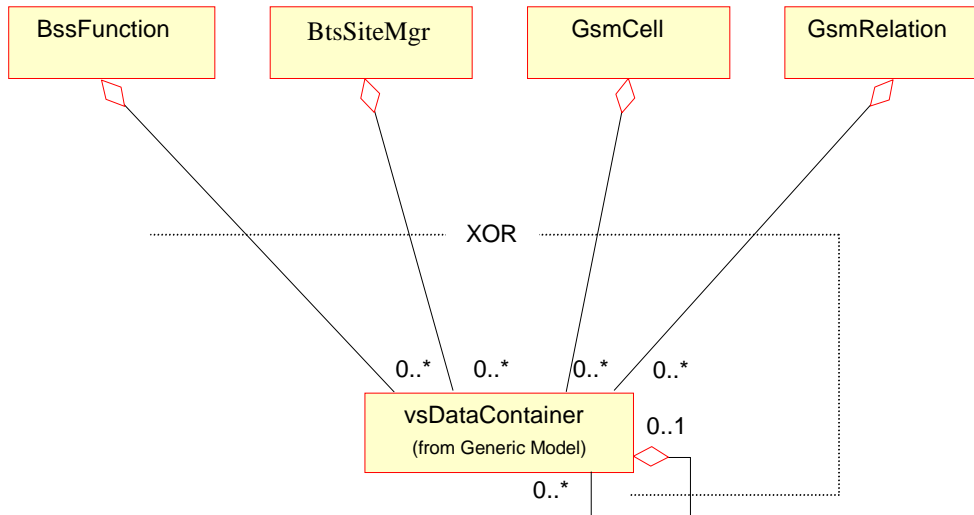 BssFunction
BtsSiteMgr
GsmCell
GsmRelation
XOR
0..*
0..*
0..*
0..*
vsDataContainer
(from Generic Model)
0..1
0..*